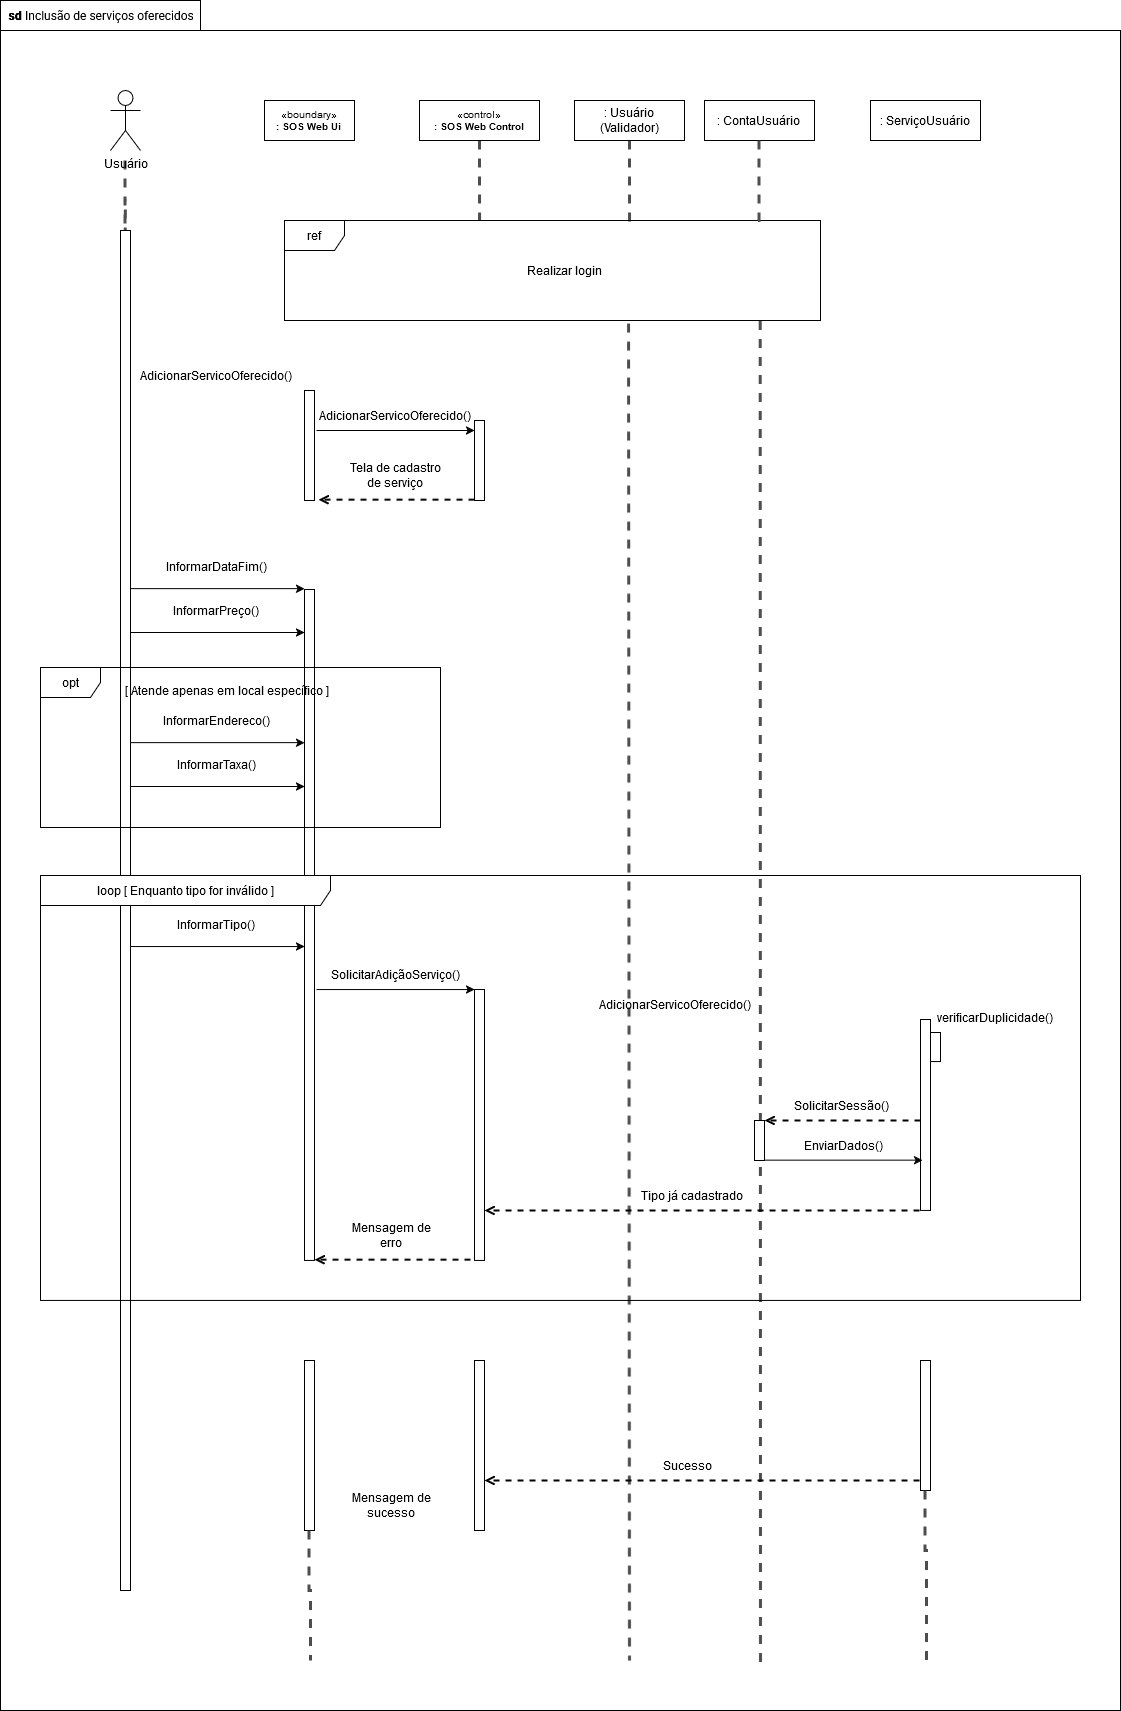 sd Inclusão de serviços oferecidos
Usuário
«boundary»
: SOS Web Ui
«control»
: SOS Web Control
: Usuário
(Validador)
: ContaUsuário
: ServiçoUsuário
ref
Realizar login
AdicionarServicoOferecido()
AdicionarServicoOferecido()
Tela de cadastro
de serviço
InformarDataFim()
InformarPreço()
opt
[ Atende apenas em local específico ]
InformarEndereco()
InformarTaxa()
loop [ Enquanto tipo for inválido ]
InformarTipo()
SolicitarAdiçãoServiço()
AdicionarServicoOferecido()
verificarDuplicidade()
SolicitarSessão()
EnviarDados()
Tipo já cadastrado
Mensagem de
erro
Sucesso
Mensagem de
sucesso